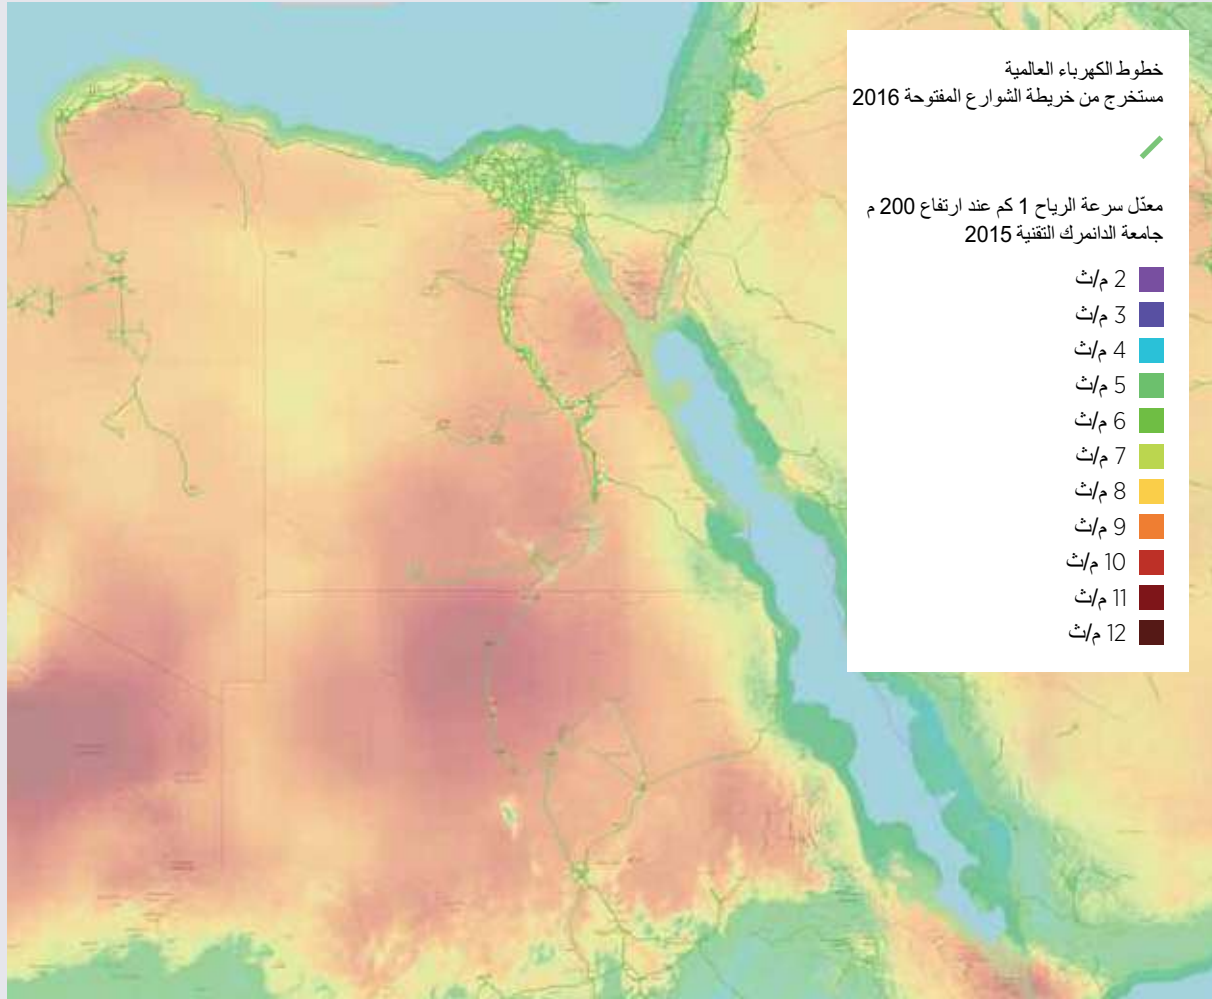 خطوط الكهرباء العالمية
مستخرج من خريطة الشوارع المفتوحة 2016
معدّل سرعة الرياح 1 كم عند ارتفاع 200 م
جامعة الدانمرك التقنية 2015
2 م/ث
3 م/ث
4 م/ث
5 م/ث
6 م/ث
7 م/ث
8 م/ث
9 م/ث
10 م/ث
11 م/ث
12 م/ث